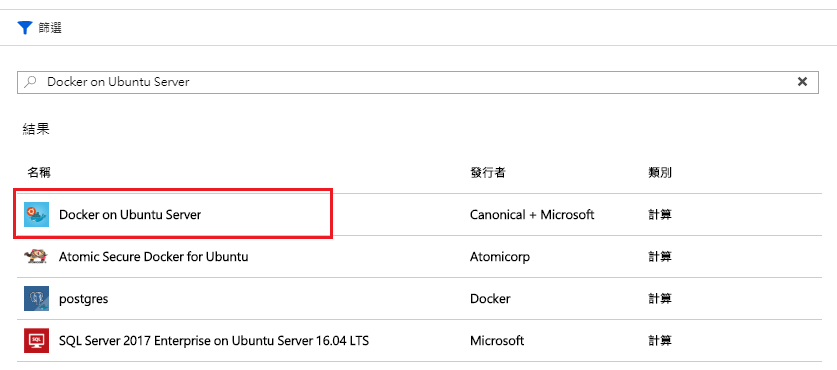 篩選
Docker on Ubuntu Server
結果
名稱 發行者 類別
Docker on Ubuntu Server Canonical + Microsoft 計算
Atomic Secure Docker for Ubuntu Atomicorp 計算
postgres Docker 計算
SQL SQL Server 2017 Enterprise on Ubuntu Server 16.04 LTS Microsoft 計算